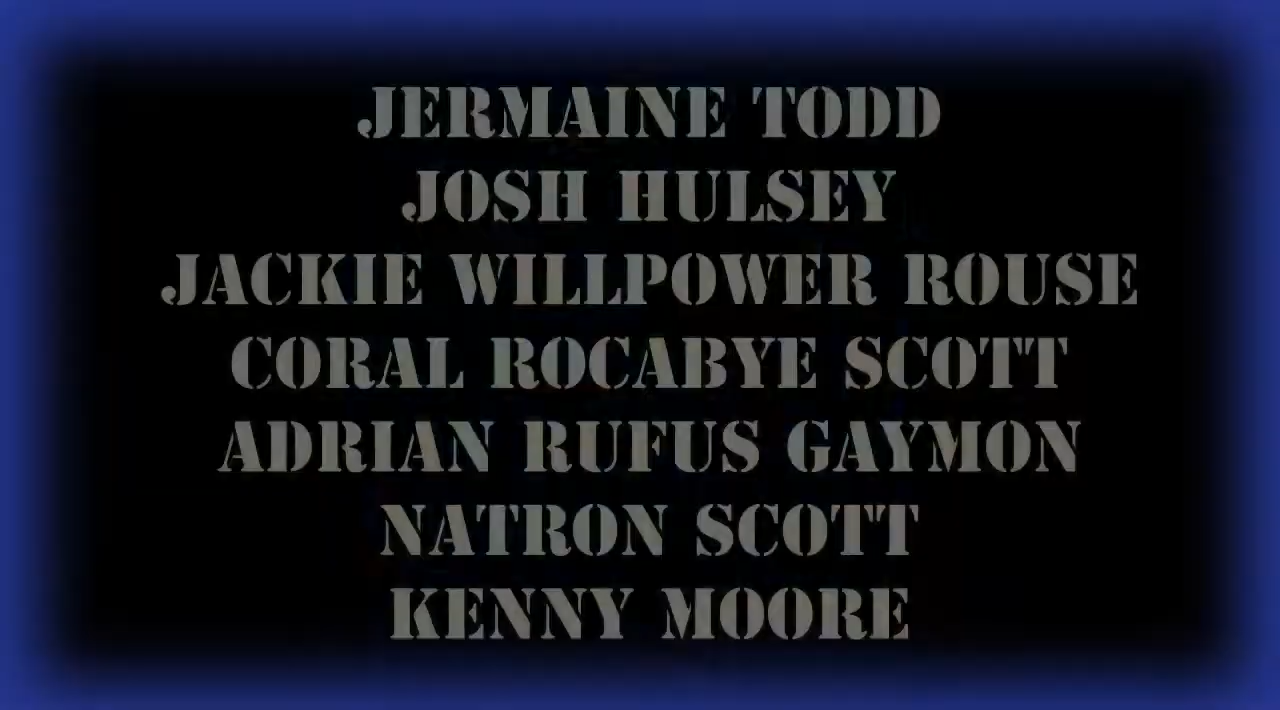 JERMAINE TODD
JOSH HULSEY
JACKIE WILLPOWER ROUSE
CORAL ROCABYE SCOTT
ADRIAN RUFUS GAYMON
NATRON SCOTT
KENNY MOORE